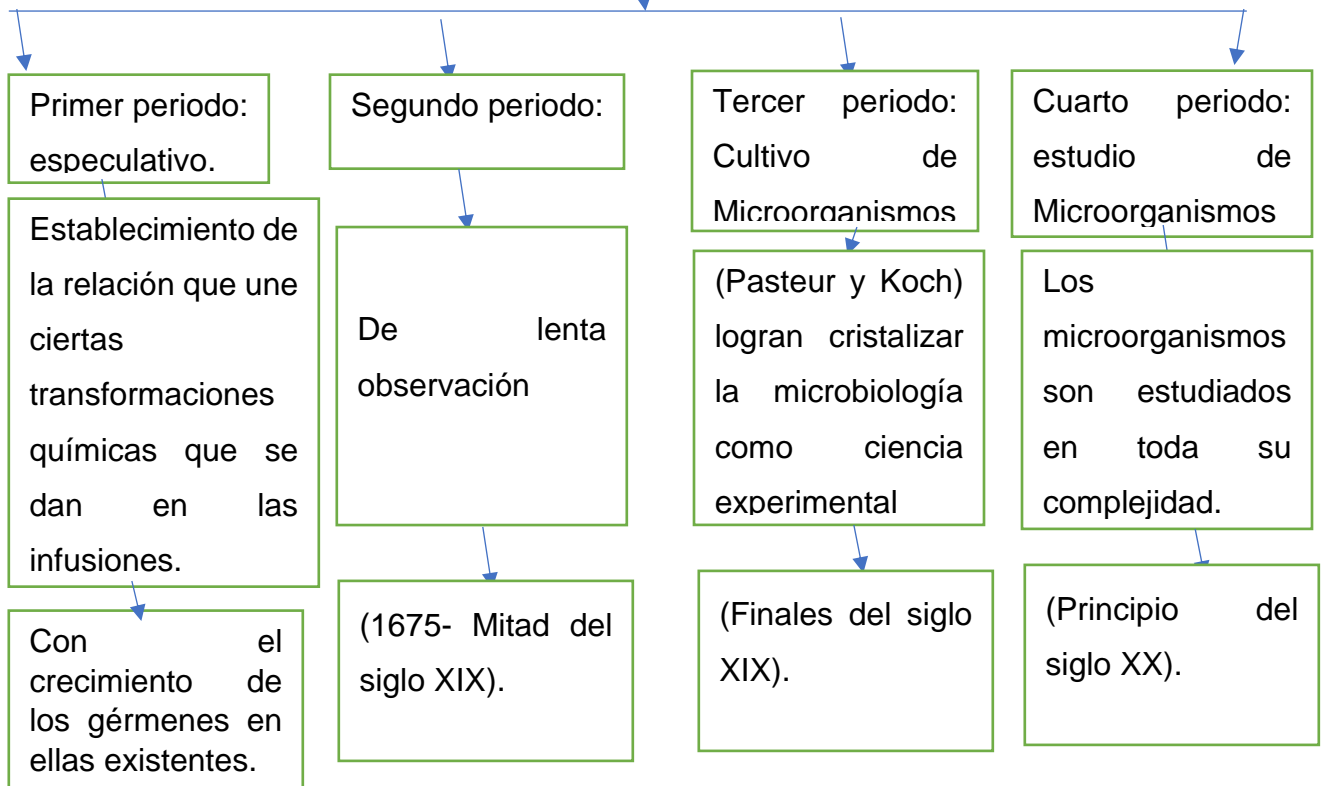 Primer periodo:
especulativo.
Establecimiento de
la relación que une
ciertas
transformaciones
químicas que se
dan en las
infusiones.
Con el
crecimiento de
los gérmenes en
ellas existentes.
Segundo periodo:
De lenta
observación
(1675- Mitad del
siglo XIX).
Tercer periodo:
Cultivo de
Microorganismos
(Pasteur y Koch)
logran cristalizar
la microbiología
como ciencia
experimental
(Finales del siglo
XIX).
Cuarto periodo:
estudio de
Microorganismos
Los
microorganismos
son estudiados
en toda su
complejidad.
(Principio del
siglo XX).